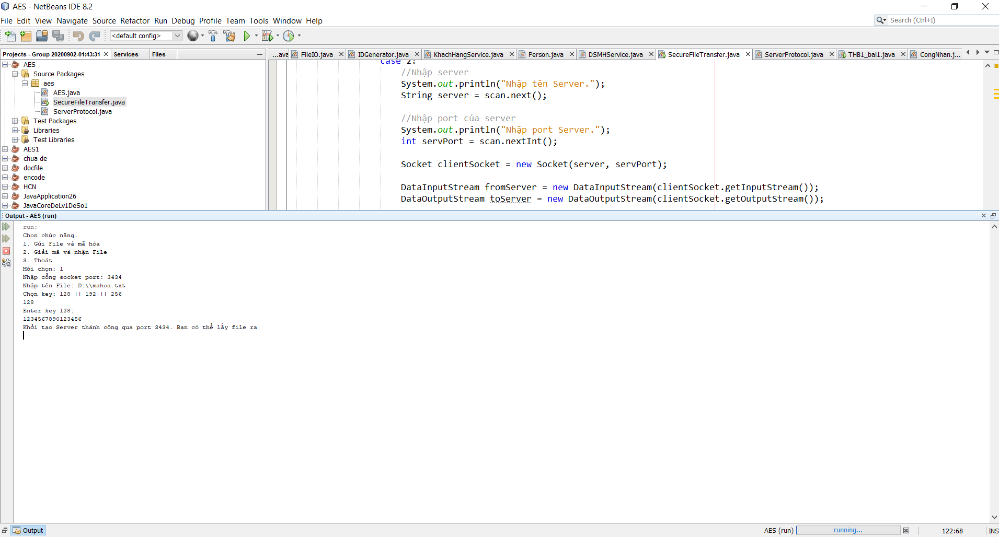 AES - NetBeans IDE 8.2
File Edit View Navigate Source Refactor Run Debug Profile Team Tools Window Help
Search (Ctrl+I)
<default config>
Projects - Group 20200902-01:43:31 Services Files
...ava FileIO.java IDGenerator.java KhachHangService.java Person.java DSMHService.java SecureFileTransfer.java ServerProtocol.java THB1_bai1.java CongNhan.j...
AES
Source Packages
aes
AES.java
SecureFileTransfer.java
ServerProtocol.java
Test Packages
Libraries
Test Libraries
AES1
chua de
docfile
encode
HCN
JavaApplication26
JavaCoreDeLv1DeSo1
case 2:
//Nhập server
System.out.println("Nhập tên Server.");
String server = scan.next();
//Nhập port của server
System.out.println("Nhập port Server.");
int servPort = scan.nextInt();
Socket clientSocket = new Socket(server, servPort);
DataInputStream fromServer = new DataInputStream(clientSocket.getInputStream());
DataOutputStream toServer = new DataOutputStream(clientSocket.getOutputStream());
Output - AES (run)
run:
Chon chức năng.
1. Gửi File và mã hóa
2. Giải mã và nhận File
3. Thoát
Mời chọn: 1
Nhập cổng socket port: 3434
Nhập tên File: D:\\mahoa.txt
Chọn key: 128 || 192 || 256
128
Enter key 128:
1234567890123456
Khởi tạo Server thành công qua port 3434. Bạn có thể lấy file ra
Output
AES (run) running... 122:68 INS